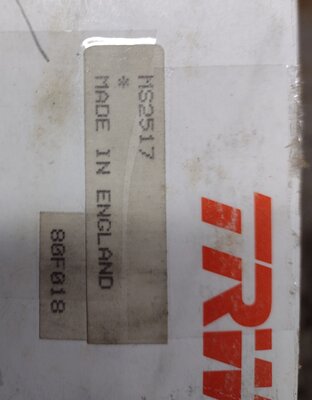 MS2517
*
MADE IN ENGLAND
80F018
TRW